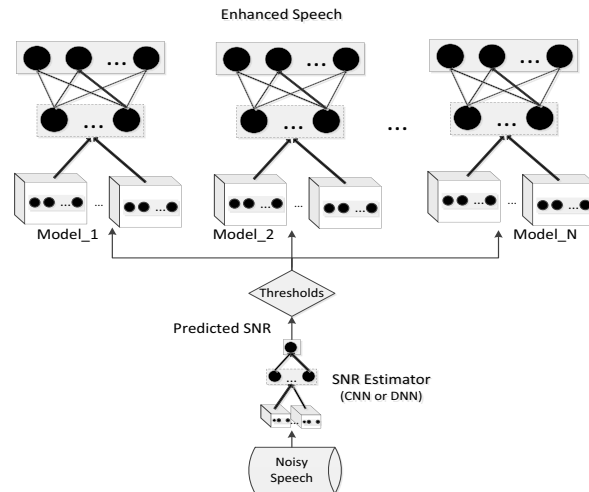 Enhanced Speech
...
Model_1
Model_2
Model_N
Thresholds
Predicted SNR
SNR Estimator
(CNN or DNN)
Noisy
Speech